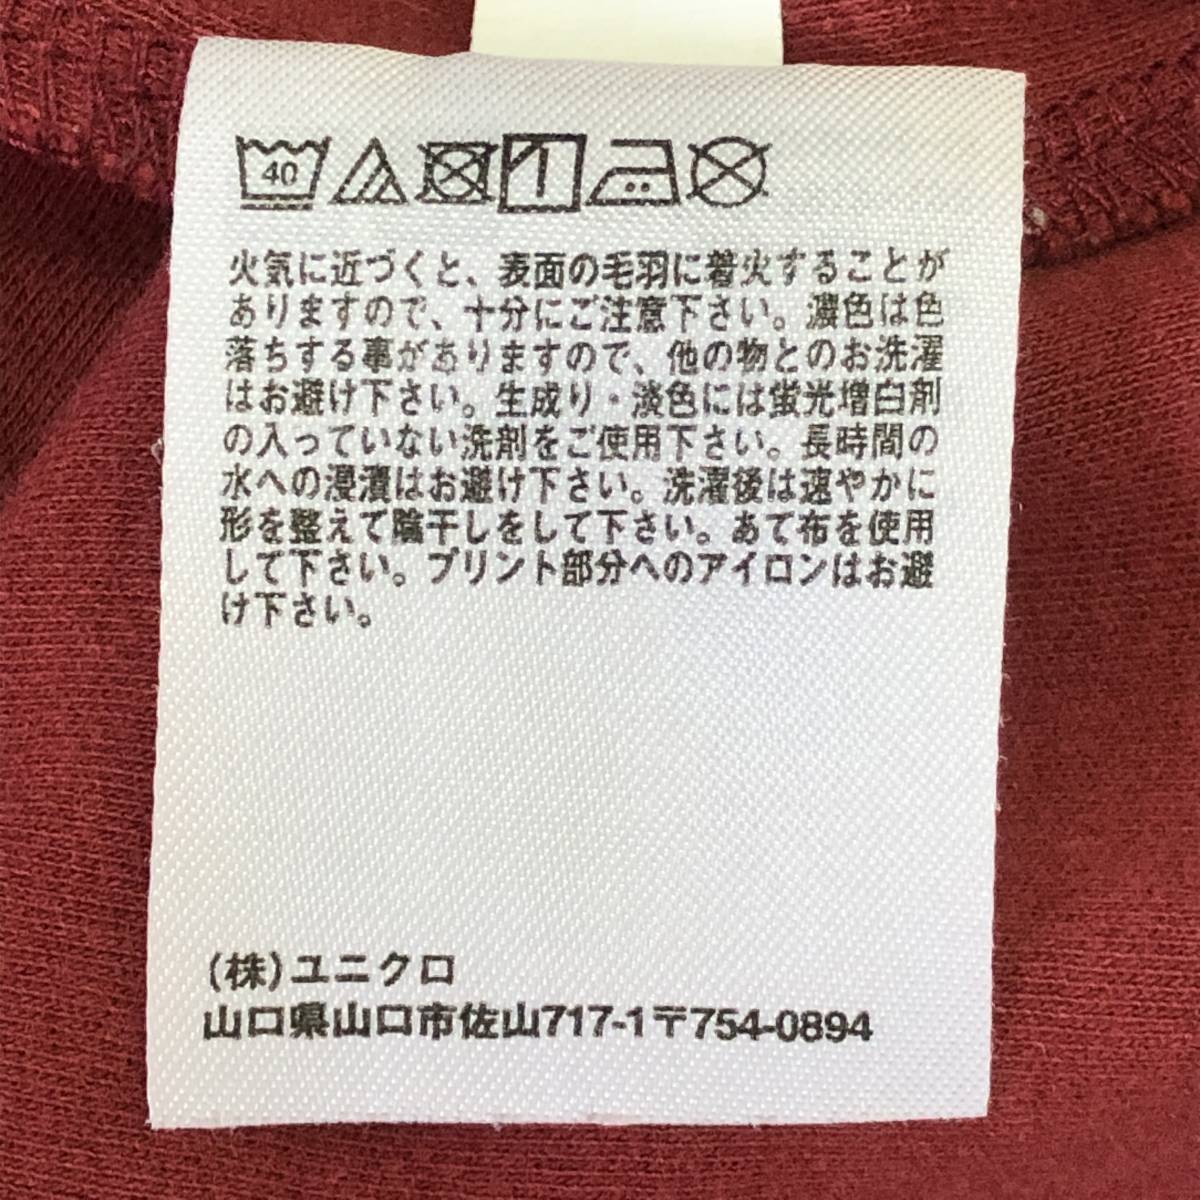 40
火気に近づくと、表面の毛羽に着火することが
ありますので、十分にご注意下さい。濃色は色
落ちする事がありますので、他の物とのお洗濯
はお避け下さい。生成り・淡色には蛍光増白剤
の入っていない洗剤をご使用下さい。長時間の
水への浸漬はお避け下さい。洗濯後は速やかに
形を整えて陰干しをして下さい。あて布を使用
して下さい。プリント部分へのアイロンはお避
け下さい。
(株)ユニクロ
山口県山口市佐山717-1〒754-0894